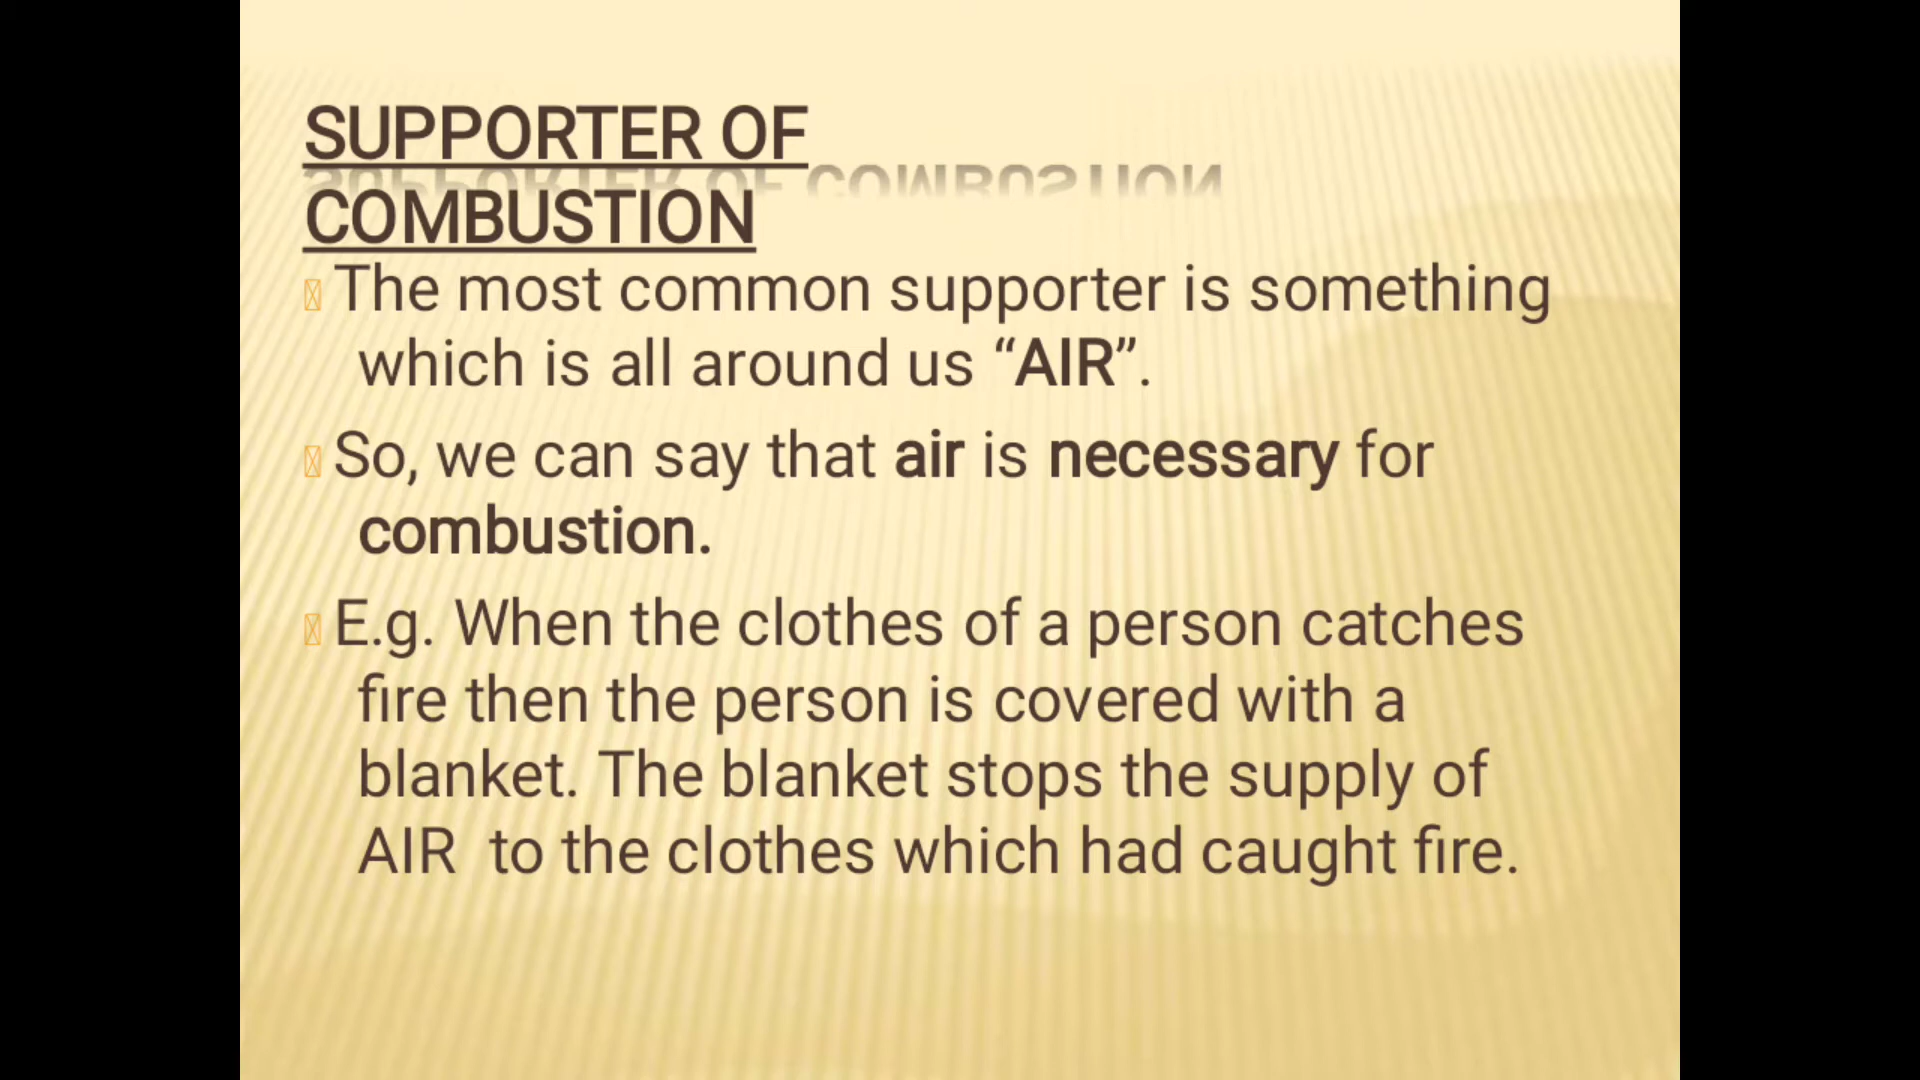 SUPPORTER OF
COMBUSTION
The most common supporter is something
which is all around us “AIR”.
So, we can say that air is necessary for
combustion.
E.g. When the clothes of a person catches
fire then the person is covered with a
blanket. The blanket stops the supply of
AIR  to the clothes which had caught fire.